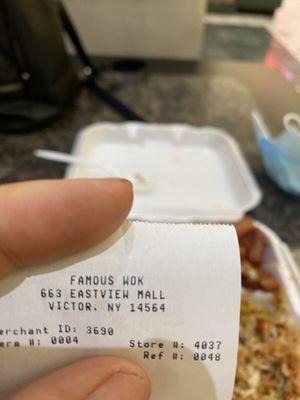 FAMOUS WOK
663 EASTVIEW MALL
VICTOR. NY 14564
erchant ID: 3690
erm #: 0004 Store #: 4037
Ref #: 0048